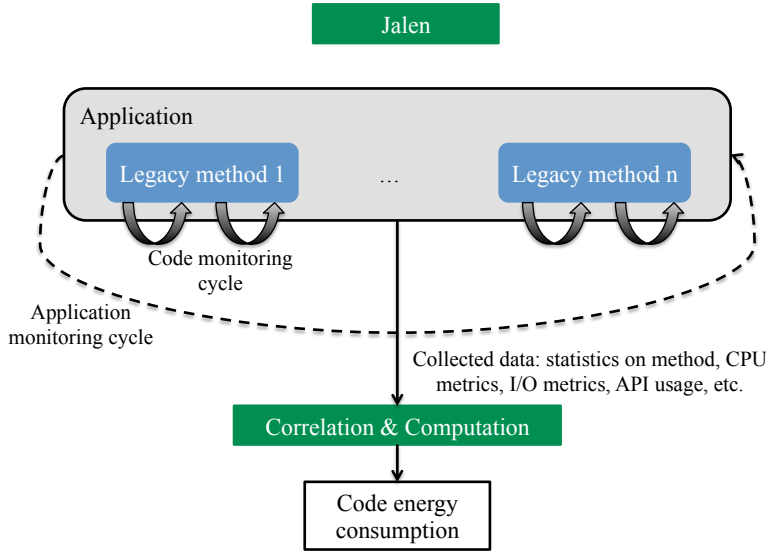 Jalen
Application
Legacy method 1
...
Legacy method n
Code monitoring
cycle
Application
monitoring cycle
Collected data: statistics on method, CPU
metrics, I/O metrics, API usage, etc.
Correlation & Computation
Code energy
consumption